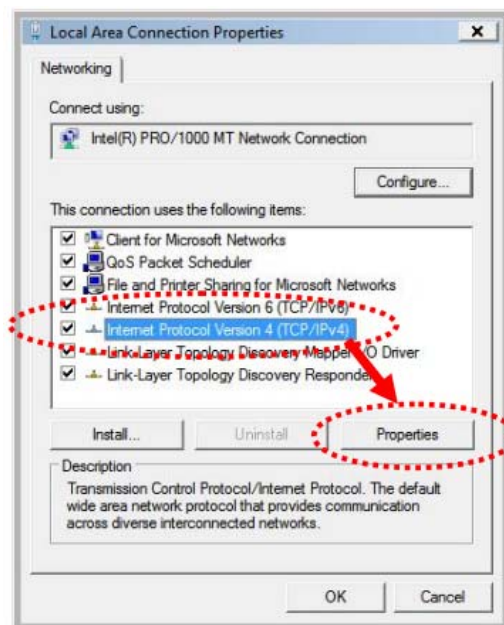 Local Area Connection Properties
Networking
Connect using:
Intel(R) PRO/1000 MT Network Connection
Configure...
This connection uses the following items:
Client for Microsoft Networks
QoS Packet Scheduler
File and Printer Sharing for Microsoft Networks
Internet Protocol Version 6 (TCP/IPv6)
Internet Protocol Version 4 (TCP/IPv4)
Link-Layer Topology Discovery Mapper I/O Driver
Link-Layer Topology Discovery Responder
Install...
Uninstall
Properties
Description
Transmission Control Protocol/Internet Protocol. The default
wide area network protocol that provides communication
across diverse interconnected networks.
OK
Cancel